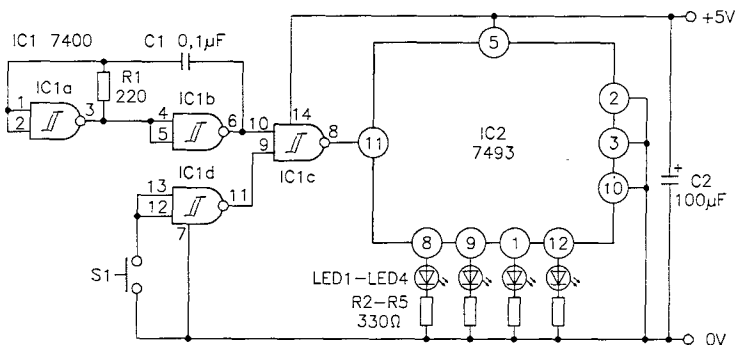 +5V
IC1 7400
C1 0,1µF
R1
220
IC1a
1
2
3
IC1b
4
5
6
10
9
14
8
IC1c
IC1d
13
12
11
7
S1
5
11
IC2
7493
2
3
10
8
9
1
12
+
C2
100µF
LED1-LED4
R2-R5
330Ω
0V